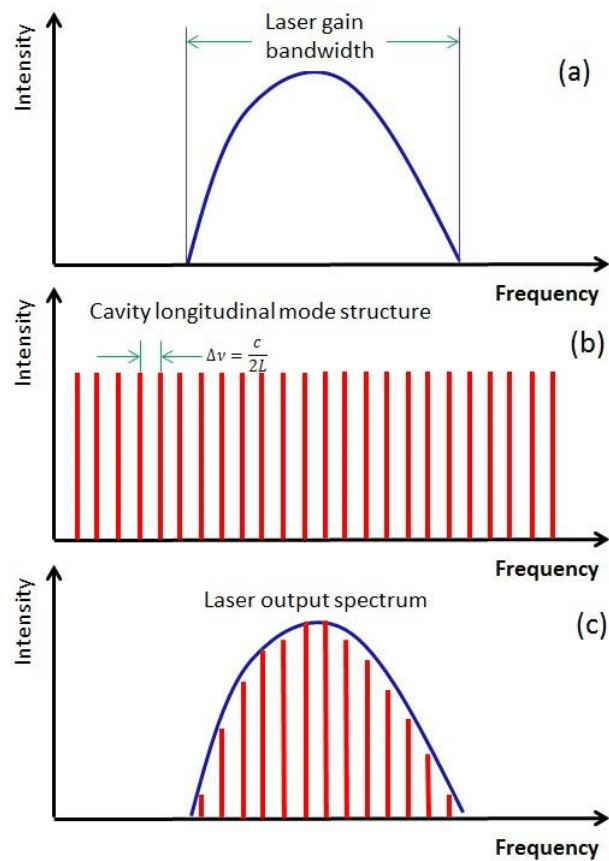 Laser gain
bandwidth
(a)
Intensity
Frequency
Cavity longitudinal mode structure
(b)
Δν = c/2L
Intensity
Frequency
Laser output spectrum
(c)
Intensity
Frequency